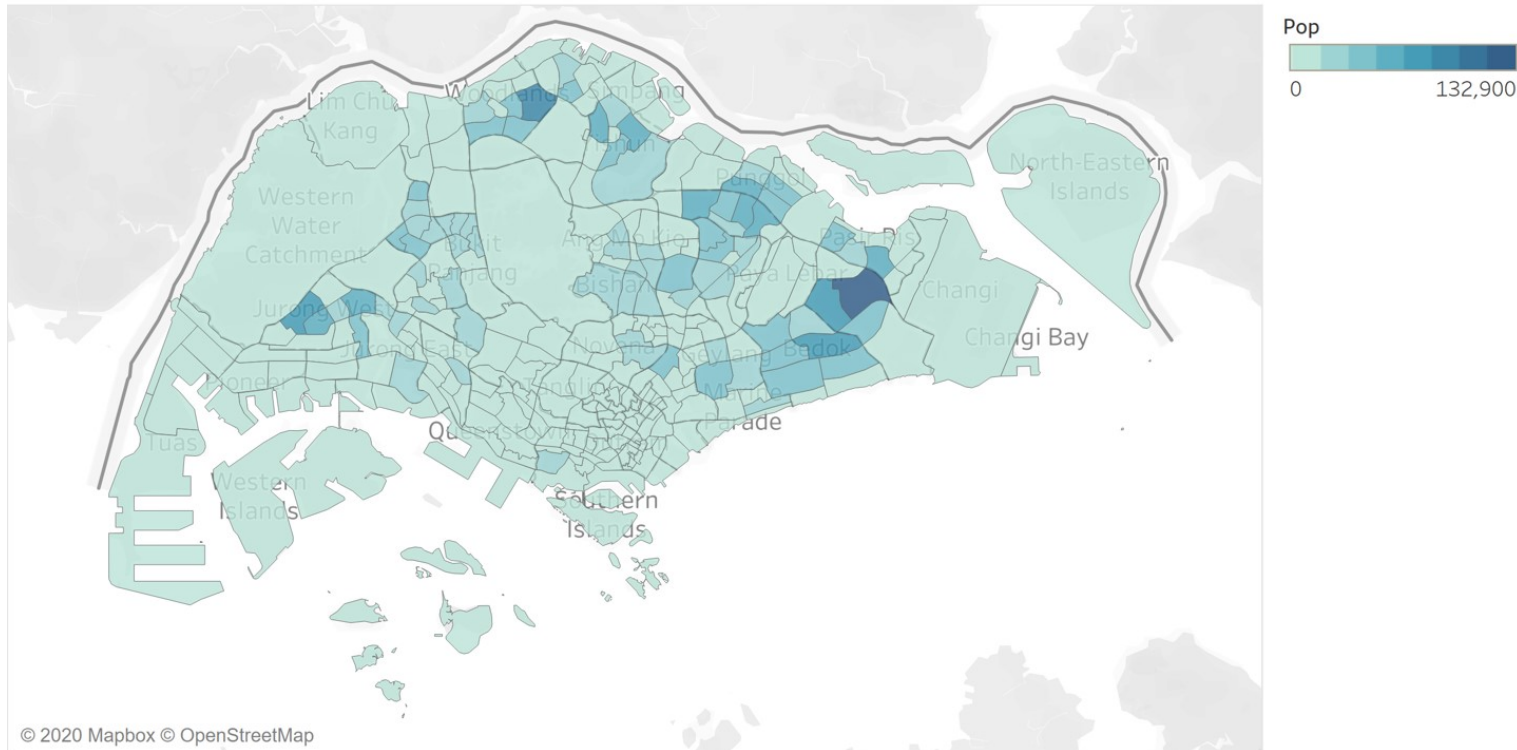 Pop
0
132,900
Woodlands
Simpang
Lim Chu
Kang
Yishun
North-Eastern
Islands
Punggol
Western
Water
Catchment
Bukit
Panjang
Ang Mo Kio
Pasir Ris
Paya Lebar
Bishan
Changi
Jurong West
Changi Bay
Jurong East
Novena
Geylang
Bedok
Pioneer
Tanglin
Marine
Parade
Queenstown
Tuas
Western
Islands
Southern
Islands
© 2020 Mapbox © OpenStreetMap